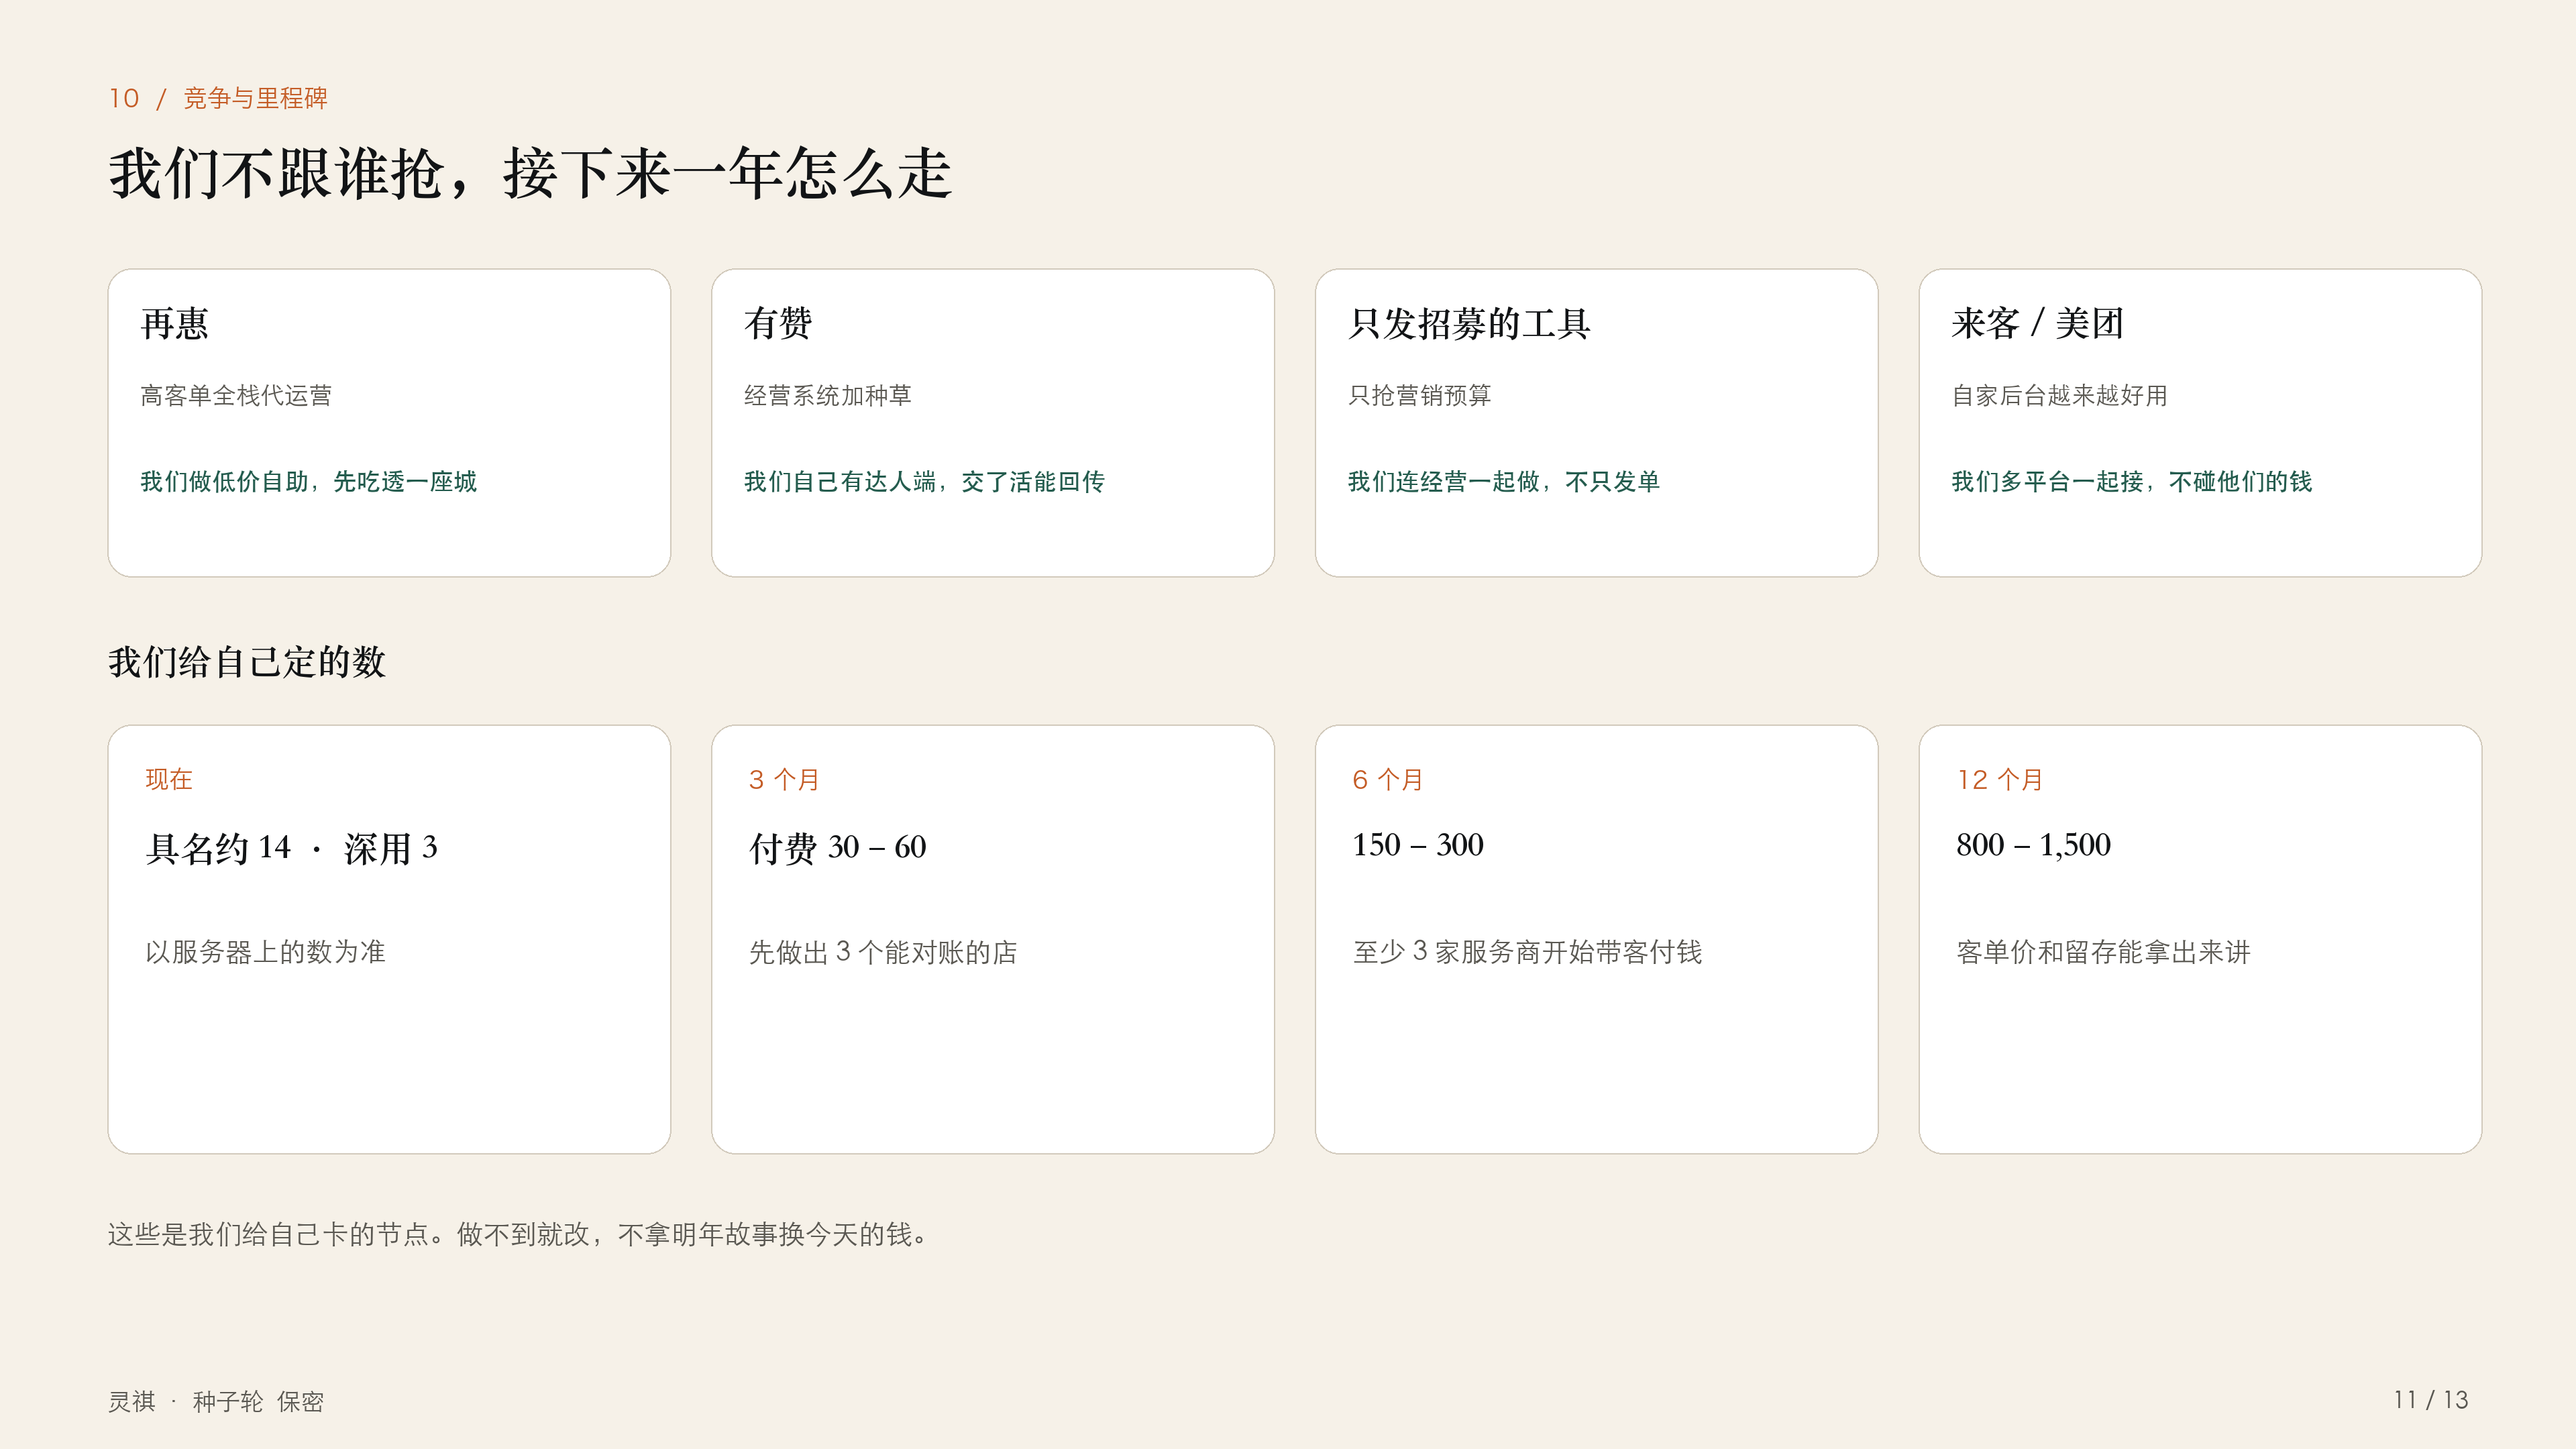 10 / 竞争与里程碑
我们不跟谁抢，接下来一年怎么走
再惠
高客单全栈代运营
我们做低价自助，先吃透一座城
有赞
经营系统加种草
我们自己有达人端，交了活能回传
只发招募的工具
只抢营销预算
我们连经营一起做，不只发单
来客 / 美团
自家后台越来越好用
我们多平台一起接，不碰他们的钱
我们给自己定的数
现在
具名约 14 · 深用 3
以服务器上的数为准
3 个月
付费 30 – 60
先做出 3 个能对账的店
6 个月
150 – 300
至少 3 家服务商开始带客付钱
12 个月
800 – 1,500
客单价和留存能拿出来讲
这些是我们给自己卡的节点。做不到就改，不拿明年故事换今天的钱。
灵祺 · 种子轮 保密
11 / 13